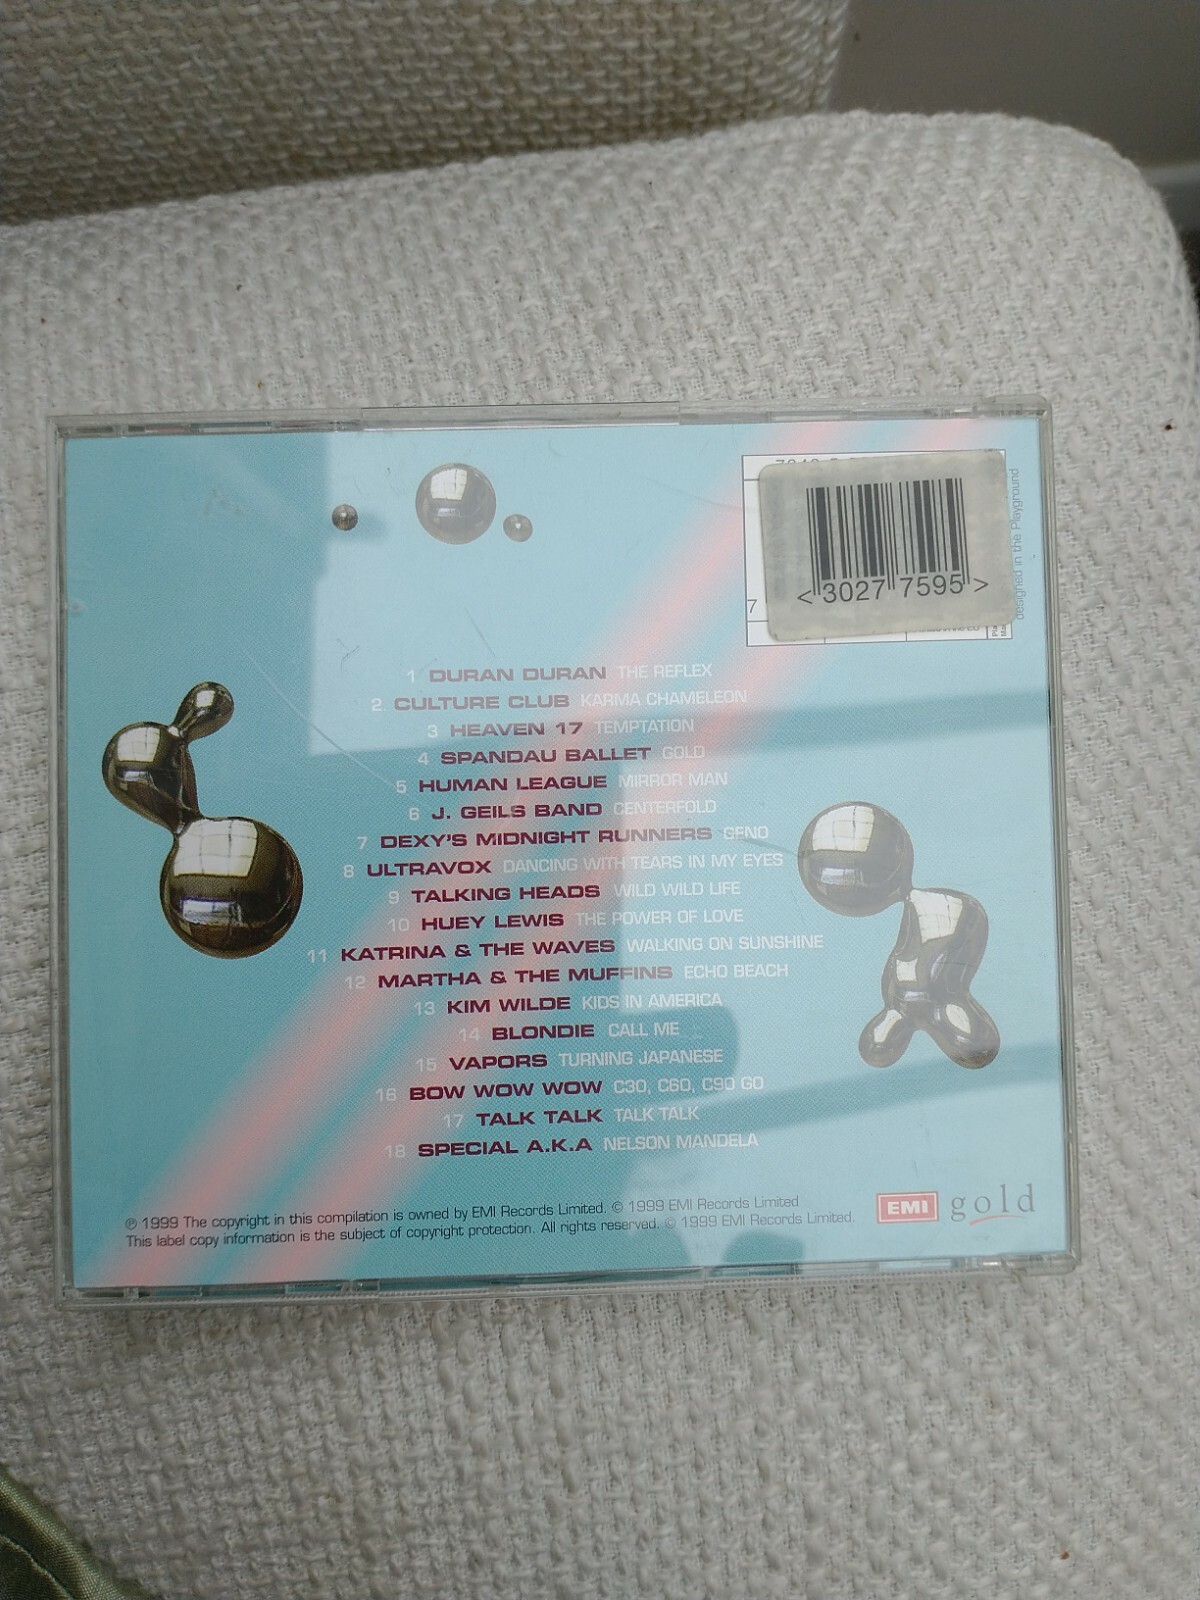 designed in the Playground
< 3027 7595 >
7
1 DURAN DURAN THE REFLEX
2. CULTURE CLUB KARMA CHAMELEON
3 HEAVEN 17 TEMPTATION
4 SPANDAU BALLET GOLD
5 HUMAN LEAGUE MIRROR MAN
6 J. GEILS BAND CENTERFOLD
7 DEXY'S MIDNIGHT RUNNERS GENO
8 ULTRAVOX DANCING WITH TEARS IN MY EYES
9 TALKING HEADS WILD WILD LIFE
10 HUEY LEWIS THE POWER OF LOVE
11 KATRINA & THE WAVES WALKING ON SUNSHINE
12 MARTHA & THE MUFFINS ECHO BEACH
13 KIM WILDE KIDS IN AMERICA
14 BLONDIE CALL ME
15 VAPORS TURNING JAPANESE
16 BOW WOW WOW C30, C60, C90 GO
17 TALK TALK TALK TALK
18 SPECIAL A.K.A NELSON MANDELA
℗ 1999 The copyright in this compilation is owned by EMI Records Limited. © 1999 EMI Records Limited
This label copy information is the subject of copyright protection. All rights reserved. © 1999 EMI Records Limited.
EMI gold